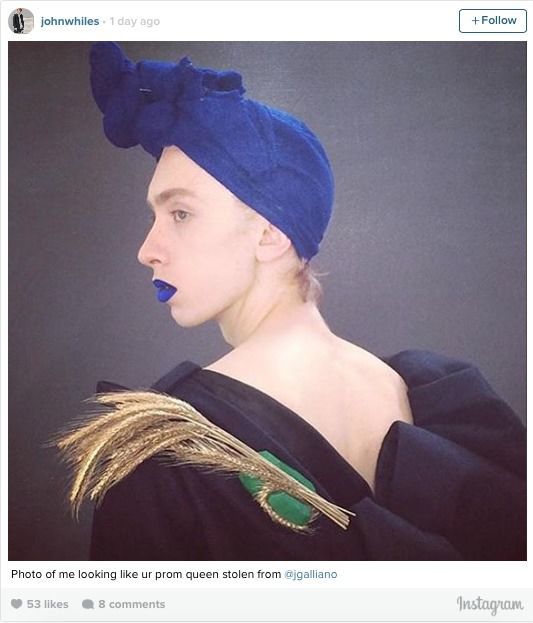 johnwhiles · 1 day ago
+Follow
Photo of me looking like ur prom queen stolen from @jgalliano
53 likes 8 comments
Instagram